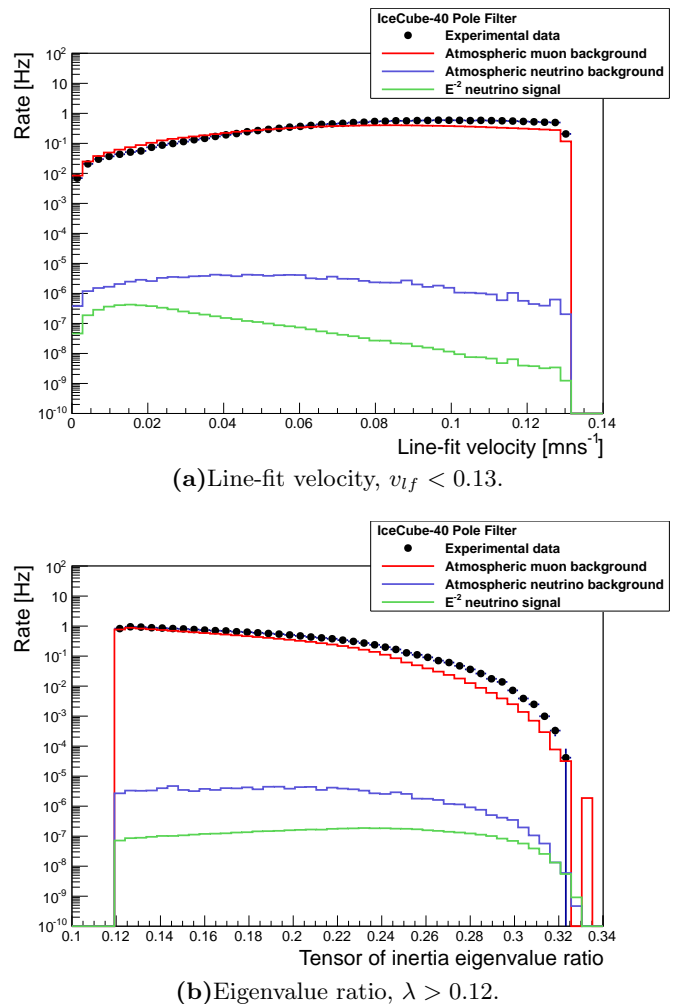 IceCube-40 Pole Filter
Experimental data
Atmospheric muon background
Atmospheric neutrino background
E⁻² neutrino signal
Rate [Hz]
10²
10
1
10⁻¹
10⁻²
10⁻³
10⁻⁴
10⁻⁵
10⁻⁶
10⁻⁷
10⁻⁸
10⁻⁹
10⁻¹⁰
0 0.02 0.04 0.06 0.08 0.1 0.12 0.14
Line-fit velocity [mns⁻¹]
(a)Line-fit velocity, v_lf < 0.13.
IceCube-40 Pole Filter
Experimental data
Atmospheric muon background
Atmospheric neutrino background
E⁻² neutrino signal
Rate [Hz]
10²
10
1
10⁻¹
10⁻²
10⁻³
10⁻⁴
10⁻⁵
10⁻⁶
10⁻⁷
10⁻⁸
10⁻⁹
10⁻¹⁰
0.1 0.12 0.14 0.16 0.18 0.2 0.22 0.24 0.26 0.28 0.3 0.32 0.34
Tensor of inertia eigenvalue ratio
(b)Eigenvalue ratio, λ > 0.12.